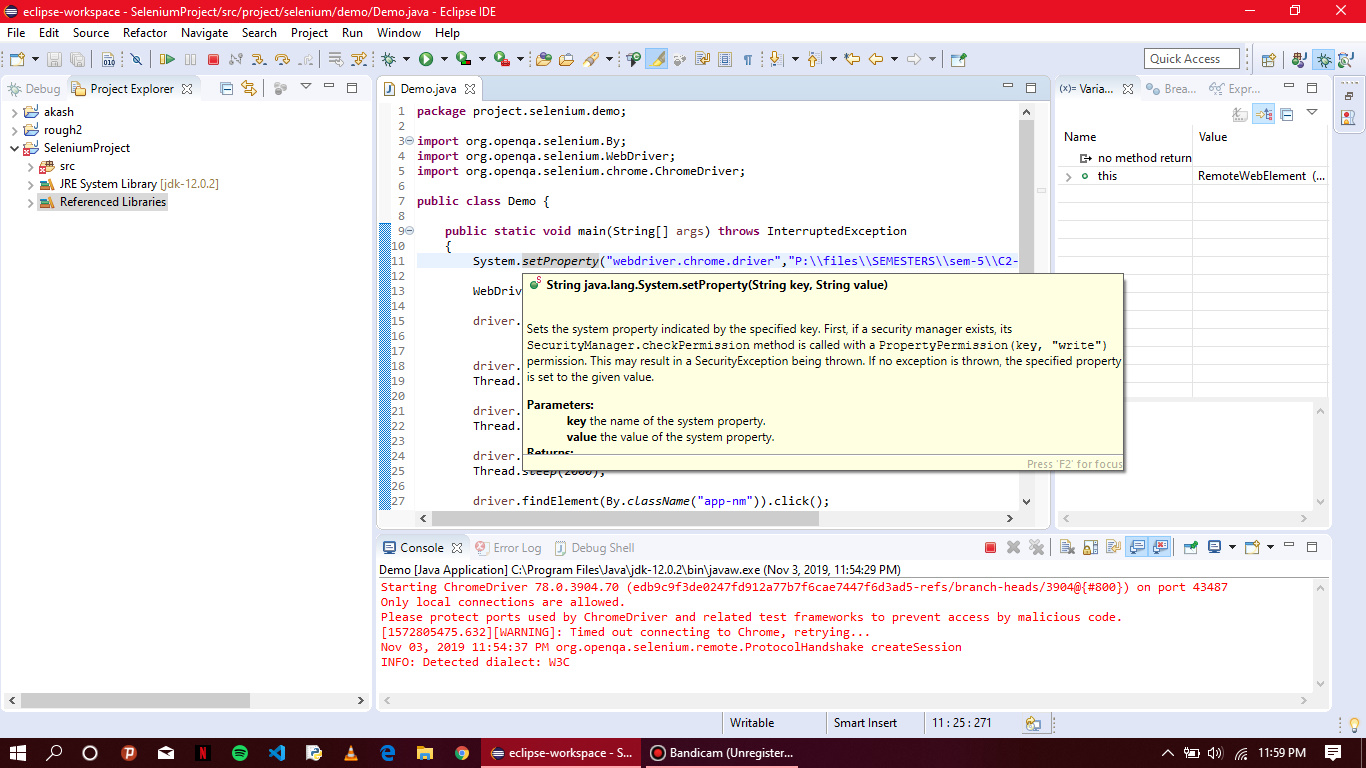 eclipse-workspace - SeleniumProject/src/project/selenium/demo/Demo.java - Eclipse IDE
File Edit Source Refactor Navigate Search Project Run Window Help
Quick Access
Debug Project Explorer
akash
rough2
SeleniumProject
src
JRE System Library [jdk-12.0.2]
Referenced Libraries
Demo.java
1 package project.selenium.demo;
2
3 import org.openqa.selenium.By;
4 import org.openqa.selenium.WebDriver;
5 import org.openqa.selenium.chrome.ChromeDriver;
6
7 public class Demo {
8
9 public static void main(String[] args) throws InterruptedException
10 {
11 System.setProperty("webdriver.chrome.driver","P:\\files\\SEMESTERS\\sem-5\\C2-
12
13 WebDriv
14
15 driver.
16
17
18 driver.
19 Thread.
20
21 driver.
22 Thread.
23
24 driver.
25 Thread.sleep(2000);
26
27 driver.findElement(By.className("app-nm")).click();
String java.lang.System.setProperty(String key, String value)
Sets the system property indicated by the specified key. First, if a security manager exists, its
SecurityManager.checkPermission method is called with a PropertyPermission(key, "write")
permission. This may result in a SecurityException being thrown. If no exception is thrown, the specified property
is set to the given value.
Parameters:
key the name of the system property.
value the value of the system property.
Returns:
Press 'F2' for focus
(x)= Varia... Brea... Expr...
Name Value
no method return
this RemoteWebElement (...
Console Error Log Debug Shell
Demo [Java Application] C:\Program Files\Java\jdk-12.0.2\bin\javaw.exe (Nov 3, 2019, 11:54:29 PM)
Starting ChromeDriver 78.0.3904.70 (edb9c9f3de0247fd912a77b7f6cae7447f6d3ad5-refs/branch-heads/3904@{#800}) on port 43487
Only local connections are allowed.
Please protect ports used by ChromeDriver and related test frameworks to prevent access by malicious code.
[1572805475.632][WARNING]: Timed out connecting to Chrome, retrying...
Nov 03, 2019 11:54:37 PM org.openqa.selenium.remote.ProtocolHandshake createSession
INFO: Detected dialect: W3C
Writable Smart Insert 11 : 25 : 271
eclipse-workspace - S... Bandicam (Unregister... 11:59 PM